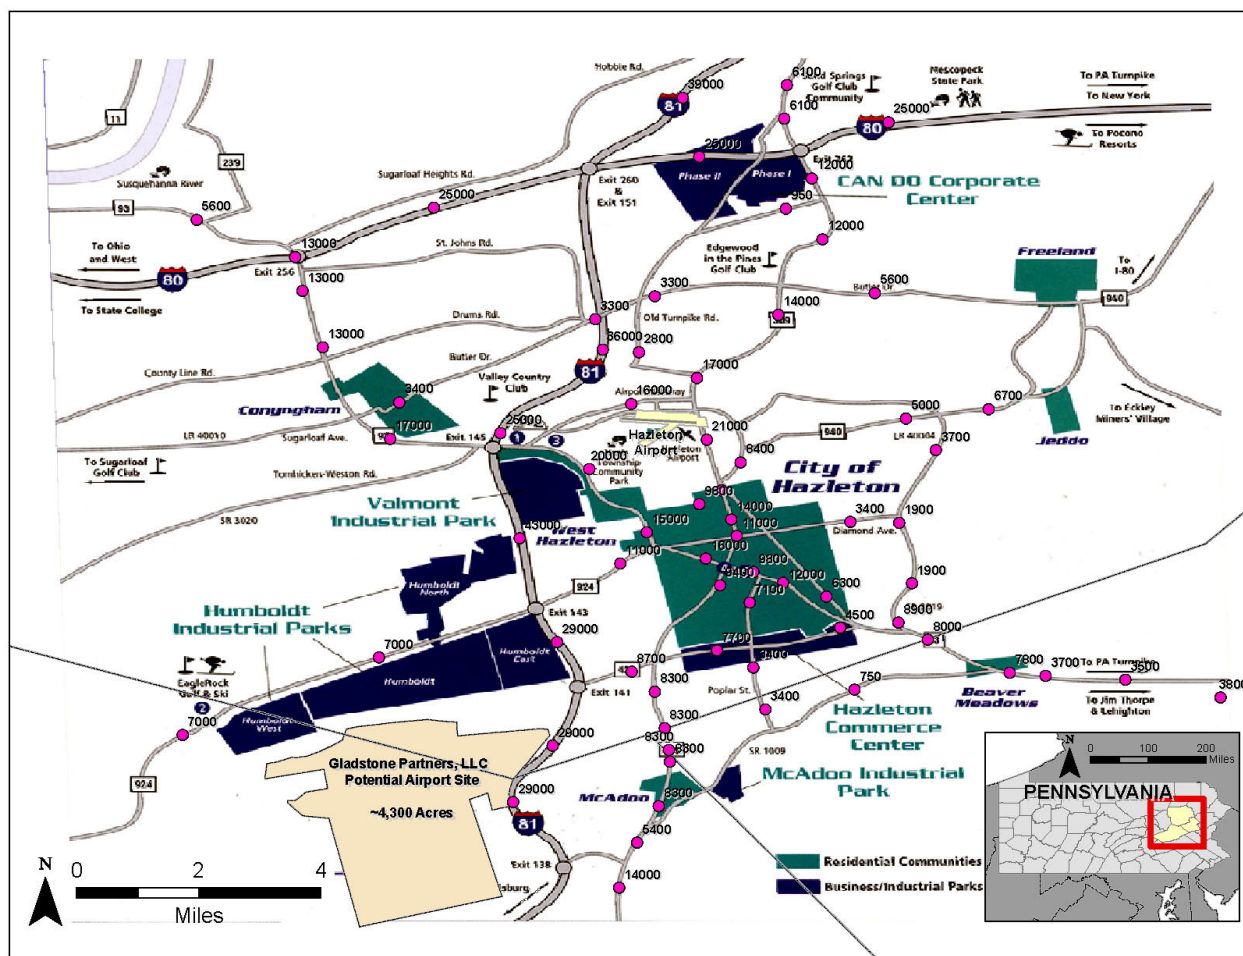 Hobbie Rd.
39000
81
6100
Sand Springs
Golf Club
Community
6100
Nescopeck
State Park
To PA Turnpike
To New York
25000
80
To Pocono
Resorts
11
239
Susquehanna River
93
5600
Sugarloaf Heights Rd.
25000
Exit 260
&
Exit 151
25000
Phase II
Phase I
12000
CAN DO Corporate
Center
950
12000
13000
Exit 256
To Ohio
and West
80
To State College
13000
St. Johns Rd.
Edgewood
in the Pines
Golf Club
Freeland
To
I-80
940
3300
5600
Butler Dr.
14000
Drums Rd.
3300
Old Turnpike Rd.
36000
2800
13000
Butler Dr.
County Line Rd.
81
Valley Country
Club
17000
3400
Conyngham
16000
25000
5000
6700
To Eckley
Miners' Village
17000
LR 40010
Sugarloaf Ave.
Exit 145
1
3
Hazleton
Airport
21000
940
LR 40004
3700
Jeddo
To Sugarloaf
Golf Club
Tomhicken-Weston Rd.
20000
Township
Community
Park
8400
City of
Hazleton
SR 3020
Valmont
Industrial Park
9800
14000
11000
3400
Diamond Ave.
1900
43000
West
Hazleton
15000
11000
16000
9800
9400
12000
1900
7100
6300
Humboldt
North
924
Humboldt
Industrial Parks
Exit 143
8900
8000
4500
7000
29000
Humboldt
East
7700
8700
3400
EagleRock
Golf & Ski
2
Humboldt
Exit 141
8300
Poplar St.
750
7800
3700
To PA Turnpike
3500
3800
Beaver
Meadows
To Jim Thorpe
& Lehighton
7000
Humboldt
West
3400
Hazleton
Commerce
Center
29000
8300
8300
8300
SR 1009
Gladstone Partners, LLC
Potential Airport Site
~4,300 Acres
924
29000
81
McAdoo
8300
McAdoo Industrial
Park
5400
Exit 138
14000
N
0 2 4
Miles
Residential Communities
Business/Industrial Parks
N
0 100 200
Miles
PENNSYLVANIA